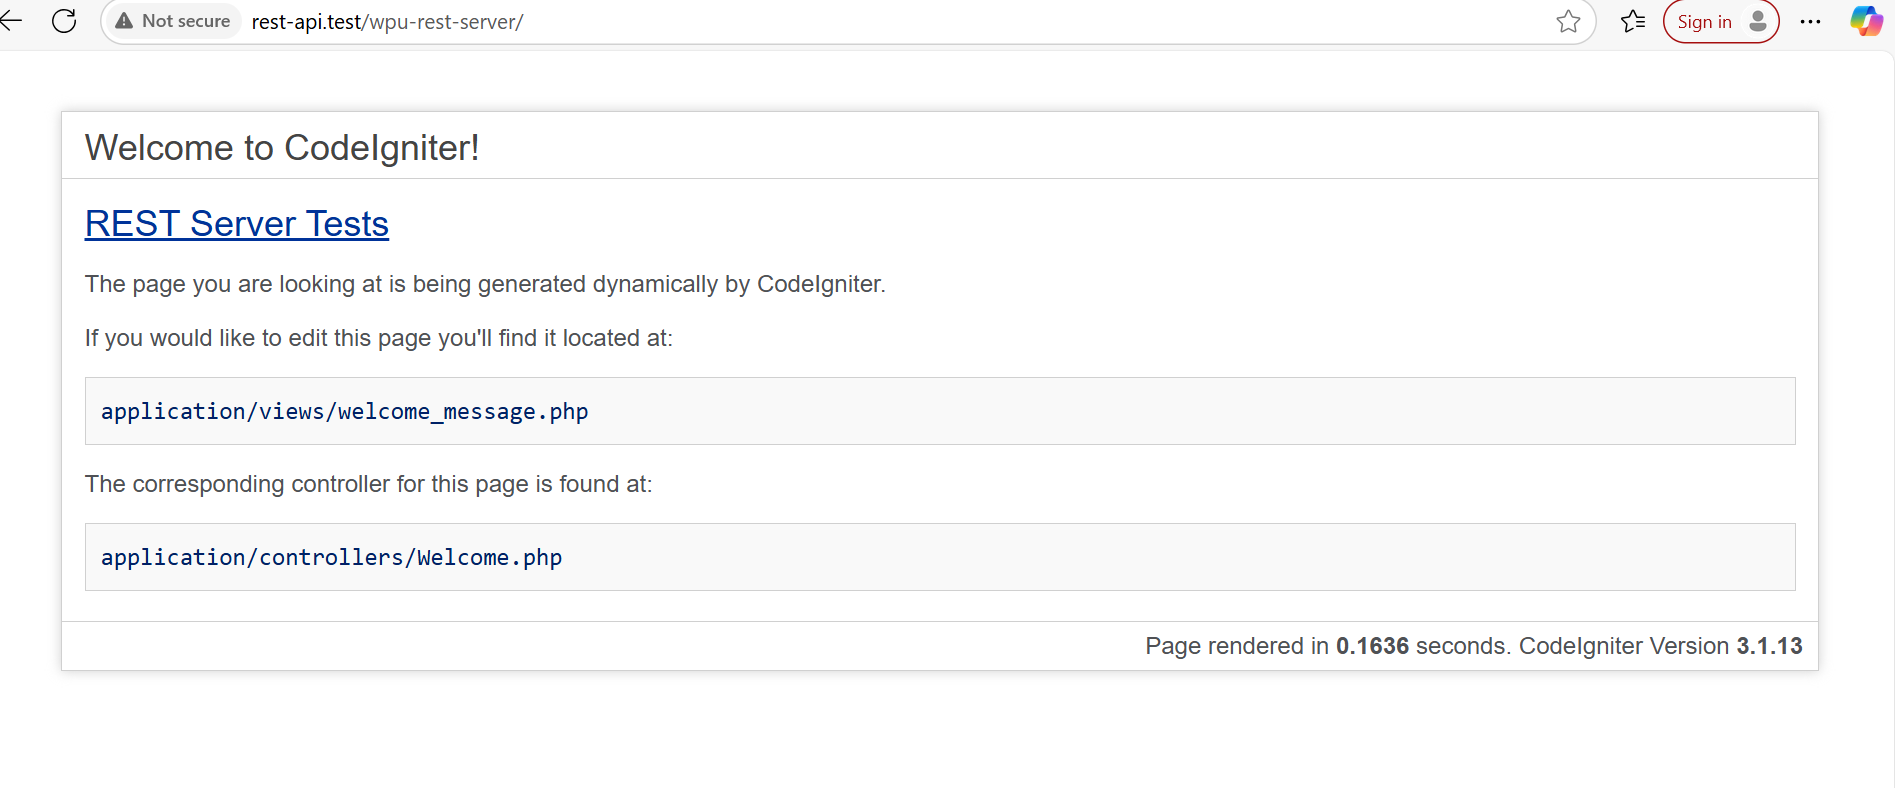 Not secure rest-api.test/wpu-rest-server/ Sign in
Welcome to CodeIgniter!
REST Server Tests
The page you are looking at is being generated dynamically by CodeIgniter.
If you would like to edit this page you'll find it located at:
application/views/welcome_message.php
The corresponding controller for this page is found at:
application/controllers/Welcome.php
Page rendered in 0.1636 seconds. CodeIgniter Version 3.1.13